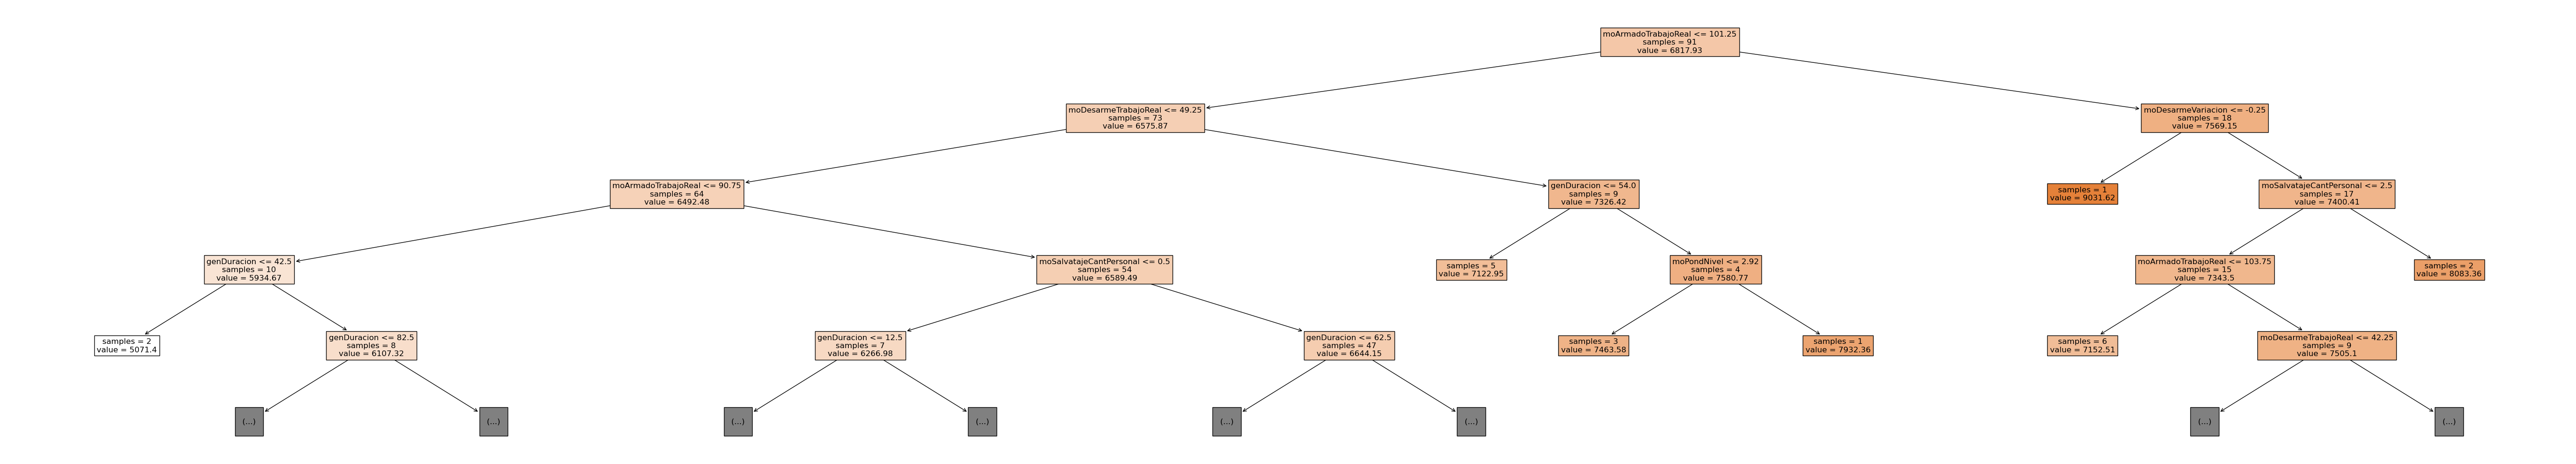 moArmadoTrabajoReal <= 101.25
samples = 91
value = 6817.93
moDesarmeTrabajoReal <= 49.25
samples = 73
value = 6575.87
moDesarmeVariacion <= -0.25
samples = 18
value = 7569.15
moArmadoTrabajoReal <= 90.75
samples = 64
value = 6492.48
genDuracion <= 54.0
samples = 9
value = 7326.42
samples = 1
value = 9031.62
moSalvatajeCantPersonal <= 2.5
samples = 17
value = 7400.41
genDuracion <= 42.5
samples = 10
value = 5934.67
moSalvatajeCantPersonal <= 0.5
samples = 54
value = 6589.49
samples = 5
value = 7122.95
moPondNivel <= 2.92
samples = 4
value = 7580.77
moArmadoTrabajoReal <= 103.75
samples = 15
value = 7343.5
samples = 2
value = 8083.36
samples = 2
value = 5071.4
genDuracion <= 82.5
samples = 8
value = 6107.32
genDuracion <= 12.5
samples = 7
value = 6266.98
genDuracion <= 62.5
samples = 47
value = 6644.15
samples = 3
value = 7463.58
samples = 1
value = 7932.36
samples = 6
value = 7152.51
moDesarmeTrabajoReal <= 42.25
samples = 9
value = 7505.1
(...)
(...)
(...)
(...)
(...)
(...)
(...)
(...)